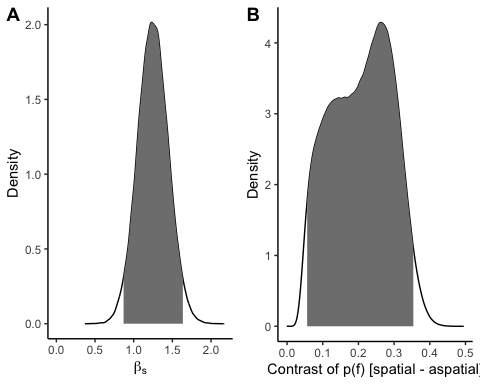 A
B
Density
2.0
1.5
1.0
0.5
0.0
0.0 0.5 1.0 1.5 2.0
βs
Density
4
3
2
1
0
0.0 0.1 0.2 0.3 0.4 0.5
Contrast of p(f) [spatial - aspatial]